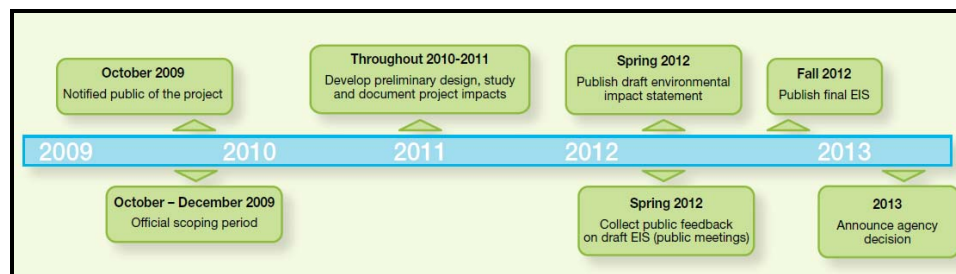 October 2009
Notified public of the project
Throughout 2010-2011
Develop preliminary design, study
and document project impacts
Spring 2012
Publish draft environmental
impact statement
Fall 2012
Publish final EIS
2009 2010 2011 2012 2013
October – December 2009
Official scoping period
Spring 2012
Collect public feedback
on draft EIS (public meetings)
2013
Announce agency
decision